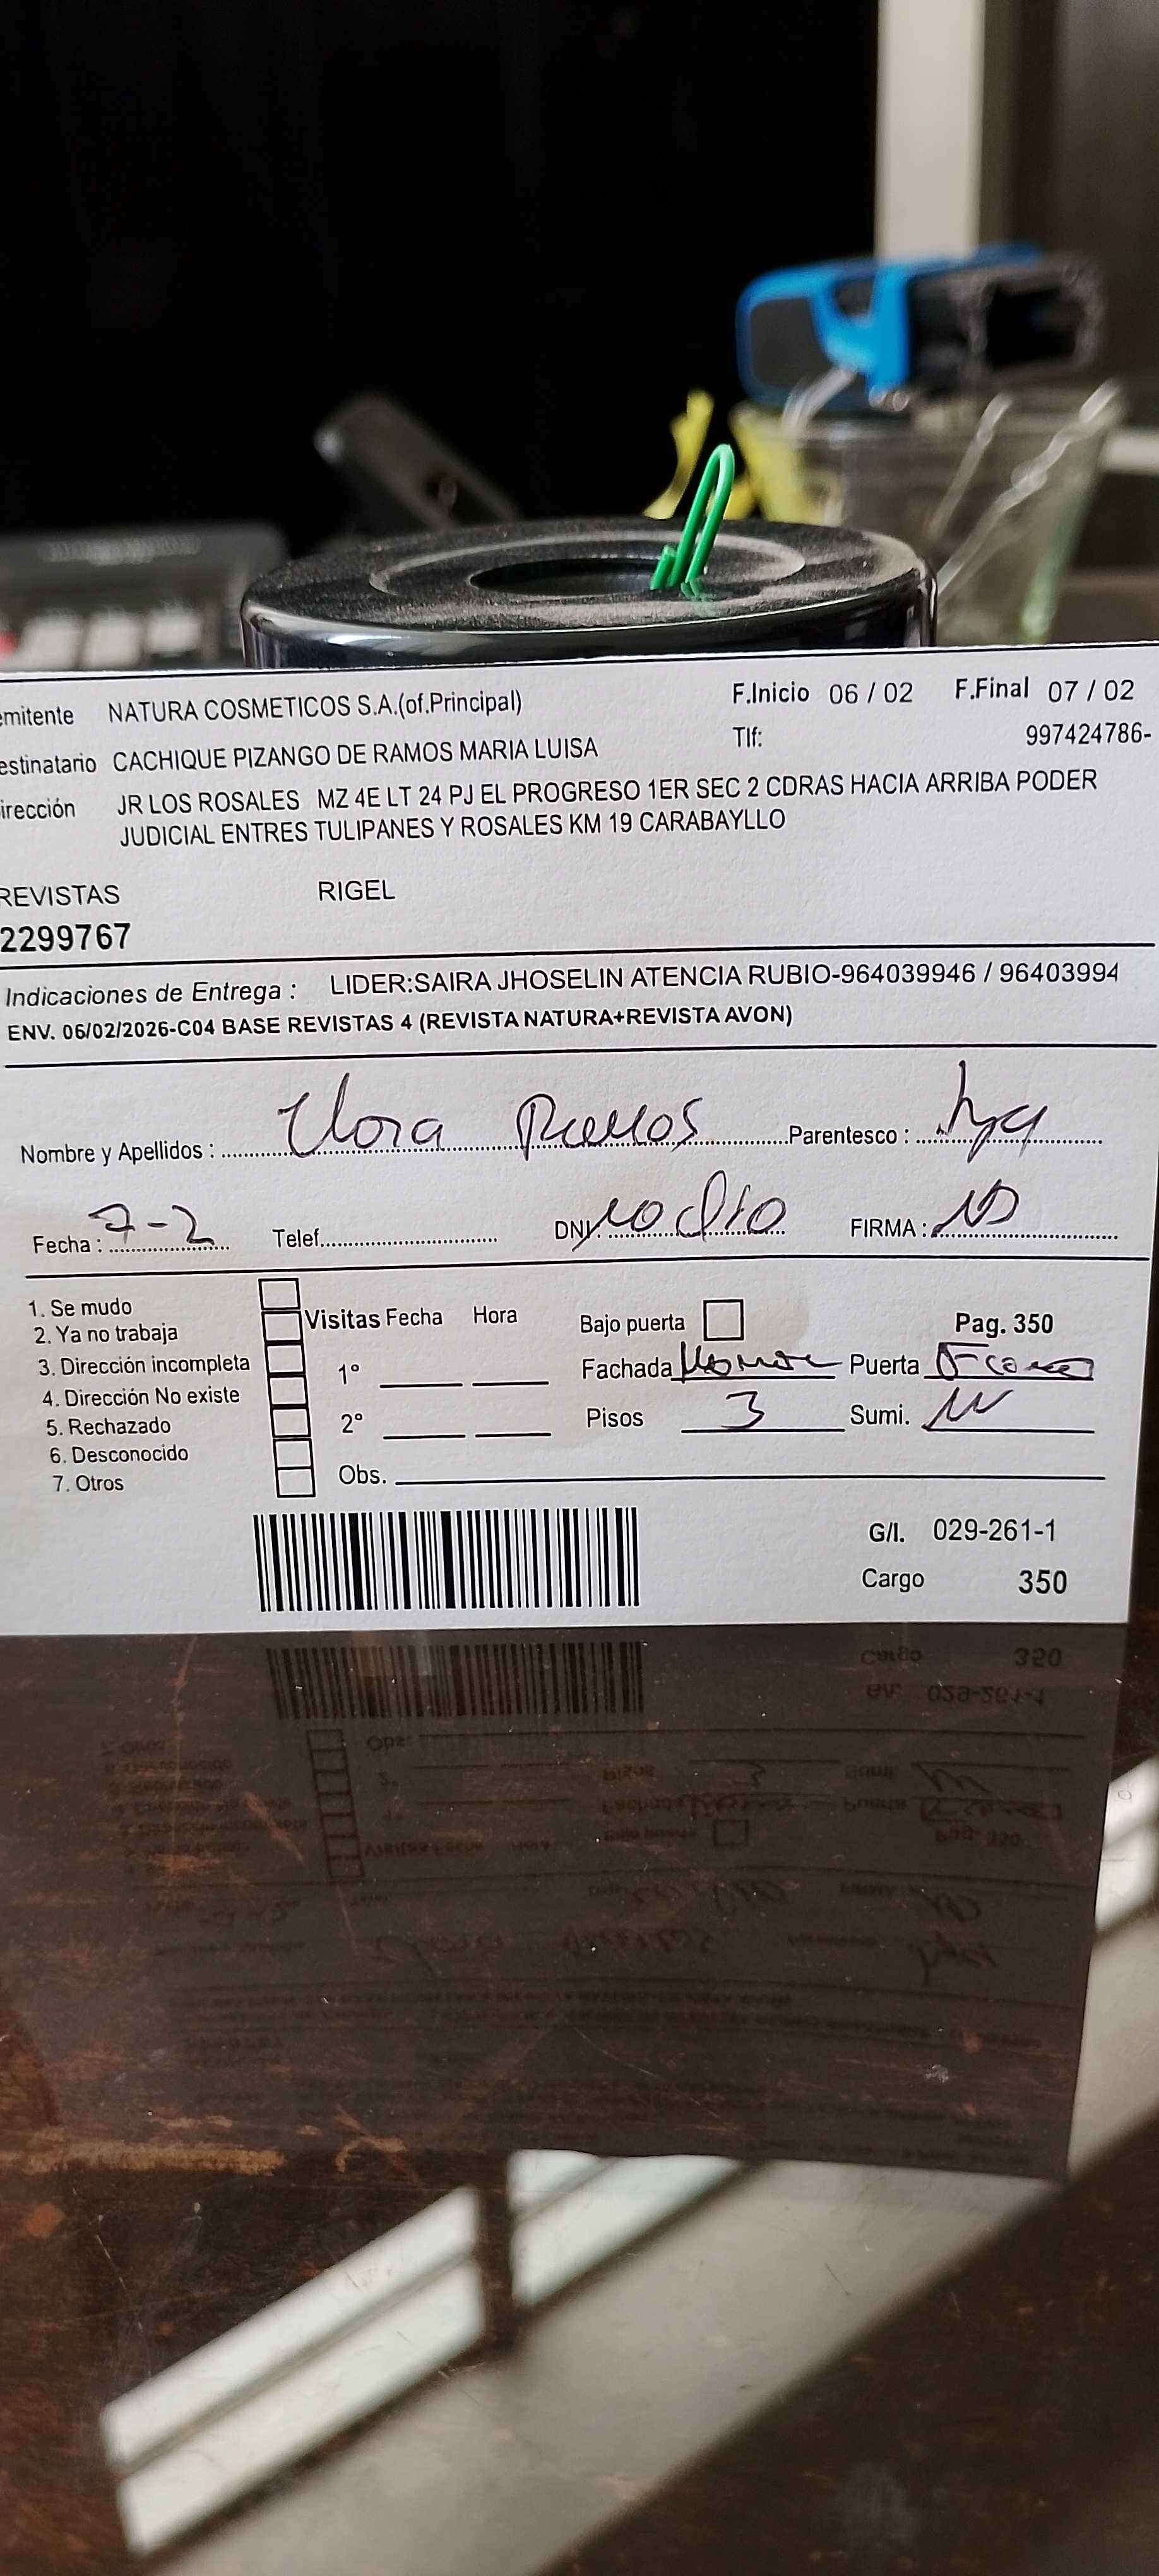 emitente NATURA COSMETICOS S.A.(of.Principal) F.Inicio 06 / 02 F.Final 07 / 02
estinatario CACHIQUE PIZANGO DE RAMOS MARIA LUISA Tlf: 997424786-
irección JR LOS ROSALES MZ 4E LT 24 PJ EL PROGRESO 1ER SEC 2 CDRAS HACIA ARRIBA PODER
JUDICIAL ENTRES TULIPANES Y ROSALES KM 19 CARABAYLLO
REVISTAS RIGEL
2299767
Indicaciones de Entrega : LIDER:SAIRA JHOSELIN ATENCIA RUBIO-964039946 / 96403994
ENV. 06/02/2026-C04 BASE REVISTAS 4 (REVISTA NATURA+REVISTA AVON)
Nombre y Apellidos : Ramos Parentesco : hija
Fecha : 7-2 Telef. DNI: no dio FIRMA :
1. Se mudo
2. Ya no trabaja
3. Dirección incompleta
4. Dirección No existe
5. Rechazado
6. Desconocido
7. Otros
Visitas Fecha Hora
1°
2°
Obs.
Bajo puerta Pag. 350
Fachada Puerta
Pisos 3 Sumi.
G/I. 029-261-1
Cargo 350